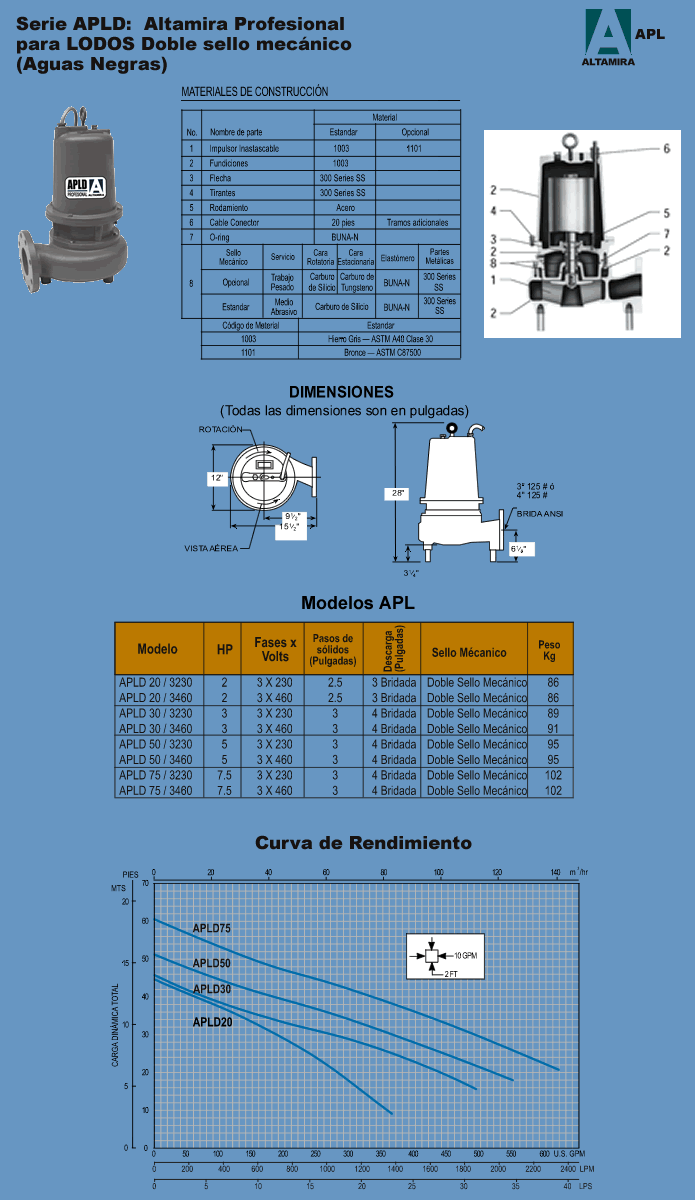 Serie APLD: Altamira Profesional
para LODOS Doble sello mecánico
(Aguas Negras)
APL
ALTAMIRA
MATERIALES DE CONSTRUCCIÓN
Material
No. Nombre de parte Estandar Opcional
1 Impulsor Inastascable 1003 1101
2 Fundiciones 1003
3 Flecha 300 Series SS
4 Tirantes 300 Series SS
5 Rodamiento Acero
6 Cable Conector 20 pies Tramos adicionales
7 O-ring BUNA-N
8
Sello Mecánico Servicio Cara Rotatoria Cara Estacionaria Elastómero Partes Metálicas
Opcional Trabajo Pesado Carburo de Silicio Carburo de Tungsteno BUNA-N 300 Series SS
Estandar Medio Abrasivo Carburo de Silicio BUNA-N 300 Series SS
Código de Meterial Estandar
1003 Hierro Gris — ASTM A40 Clase 30
1101 Bronce — ASTM C87500
APLD
PROFESIONAL ALTAMIRA
6
2
4
5
3
7
2
8
2
1
2
DIMENSIONES
(Todas las dimensiones son en pulgadas)
ROTACIÓN
12"
9½"
15½"
VISTA AÉREA
28"
3" 125 # ó
4" 125 #
BRIDA ANSI
Modelos APL
Modelo HP Fases x Volts Pasos de sólidos (Pulgadas) Descarga (Pulgadas) Sello Mécanico Peso Kg
APLD 20 / 3230 2 3 X 230 2.5 3 Bridada Doble Sello Mecánico 86
APLD 20 / 3460 2 3 X 460 2.5 3 Bridada Doble Sello Mecánico 86
APLD 30 / 3230 3 3 X 230 3 4 Bridada Doble Sello Mecánico 89
APLD 30 / 3460 3 3 X 460 3 4 Bridada Doble Sello Mecánico 91
APLD 50 / 3230 5 3 X 230 3 4 Bridada Doble Sello Mecánico 95
APLD 50 / 3460 5 3 X 460 3 4 Bridada Doble Sello Mecánico 95
APLD 75 / 3230 7.5 3 X 230 3 4 Bridada Doble Sello Mecánico 102
APLD 75 / 3460 7.5 3 X 460 3 4 Bridada Doble Sello Mecánico 102
Curva de Rendimiento
PIES 0 20 40 60 80 100 120 140 m³/hr
MTS
70
20
60
APLD75
50
15
APLD50
10 GPM
2 FT
APLD30
40
APLD20
10
30
CARGA DINÁMICA TOTAL
20
5
10
0 0
0 50 100 150 200 250 300 350 400 450 500 550 600 U.S. GPM
0 200 400 600 800 1000 1200 1400 1600 1800 2000 2200 2400 LPM
0 5 10 15 20 25 30 35 40 LPS